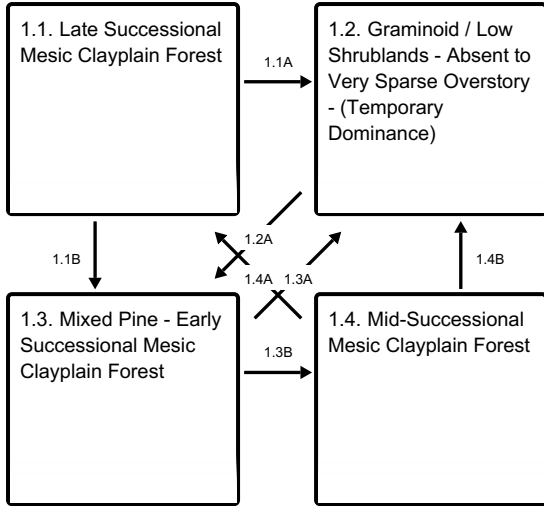 1.1. Late Successional
Mesic Clayplain Forest
1.1A
1.2. Graminoid / Low
Shrublands - Absent to
Very Sparse Overstory
- (Temporary
Dominance)
1.1B
1.2A
1.4A
1.3A
1.4B
1.3. Mixed Pine - Early
Successional Mesic
Clayplain Forest
1.3B
1.4. Mid-Successional
Mesic Clayplain Forest